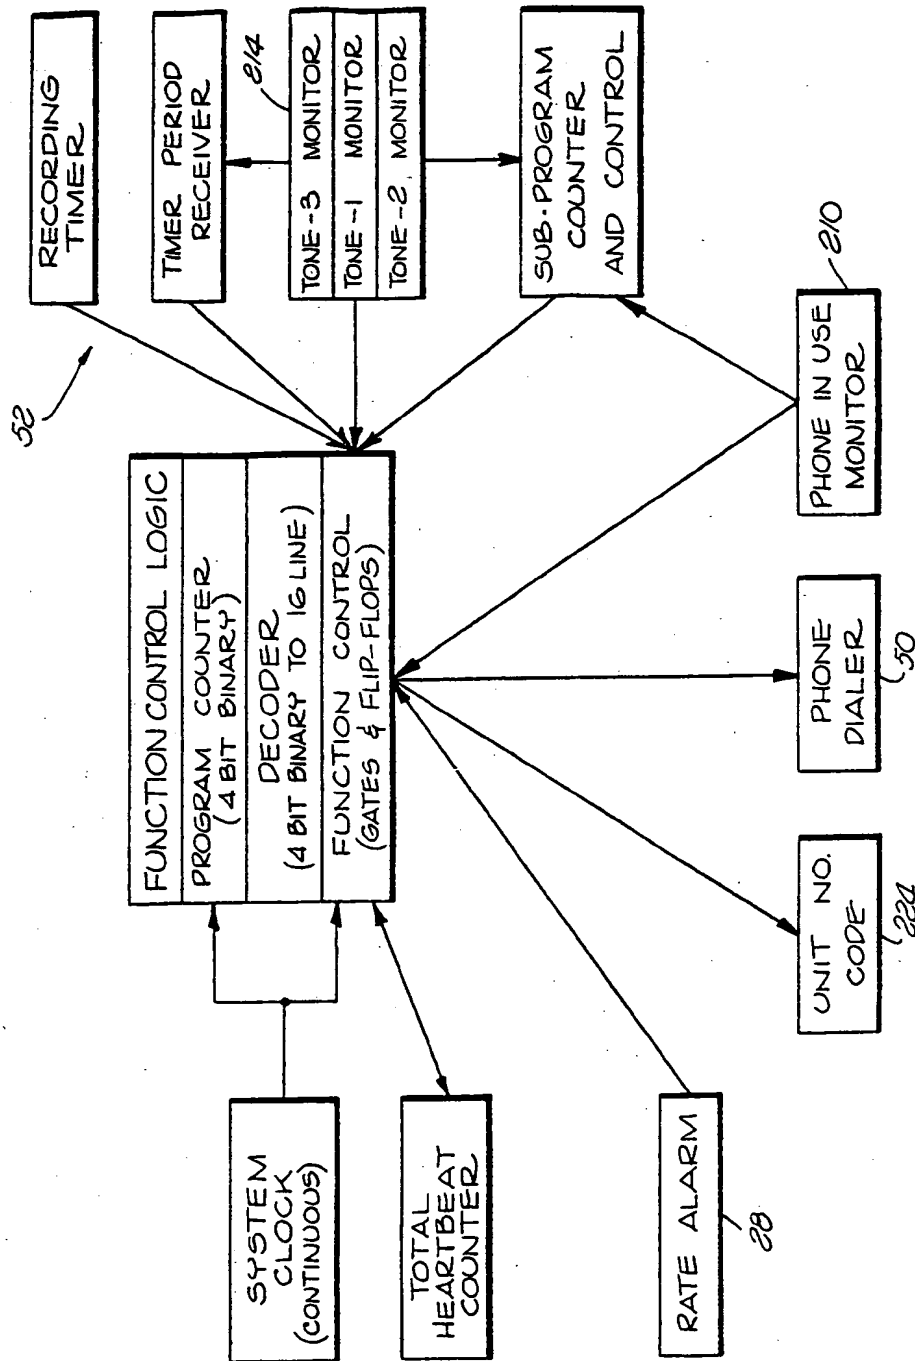 SYSTEM
CLOCK
(CONTINUOUS)
TOTAL
HEARTBEAT
COUNTER
RATE ALARM
28
FUNCTION CONTROL LOGIC
PROGRAM COUNTER
(4 BIT BINARY)
DECODER
(4 BIT BINARY TO 16 LINE)
FUNCTION CONTROL
(GATES & FLIP-FLOPS)
UNIT NO.
CODE
224
PHONE
DIALER
50
PHONE IN USE
MONITOR
210
52
RECORDING
TIMER
TIMER PERIOD
RECEIVER
214
TONE-3 MONITOR
TONE-1 MONITOR
TONE-2 MONITOR
SUB-PROGRAM
COUNTER
AND CONTROL